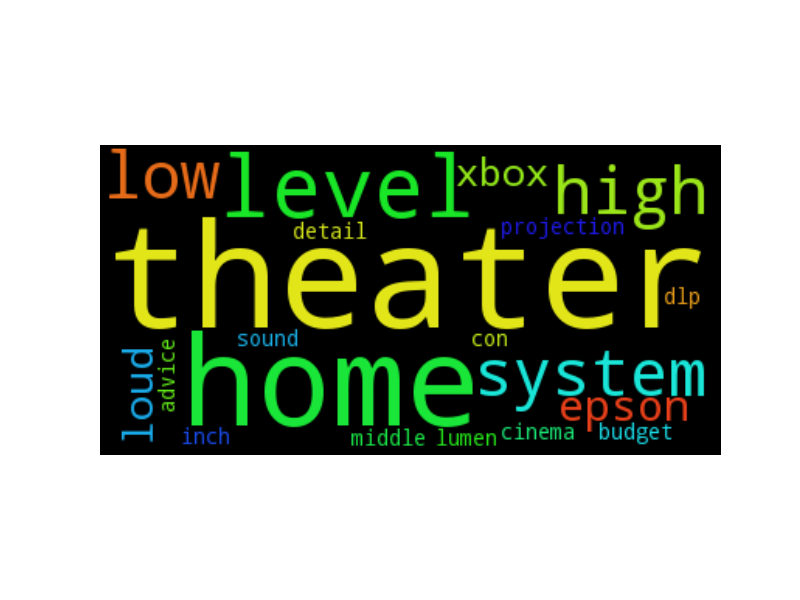 low level xbox high
detail projection
theater
dlp
sound con
loud advice home system
epson
inch middle lumen cinema budget